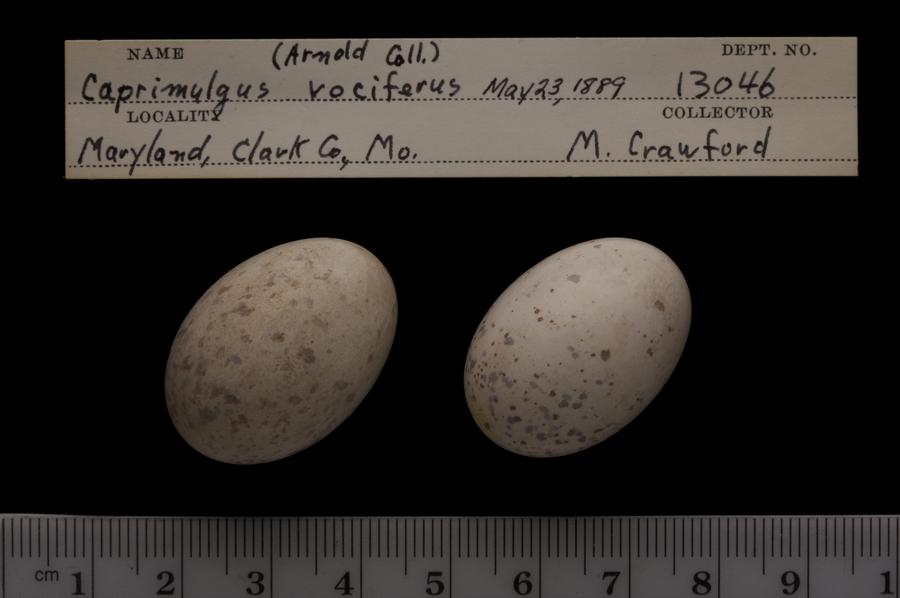 NAME (Arnold Coll.) DEPT. NO.
Caprimulgus vociferus May 23, 1889 13046
LOCALITY COLLECTOR
Maryland, Clark Co, Mo. M. Crawford
cm 1 2 3 4 5 6 7 8 9 1